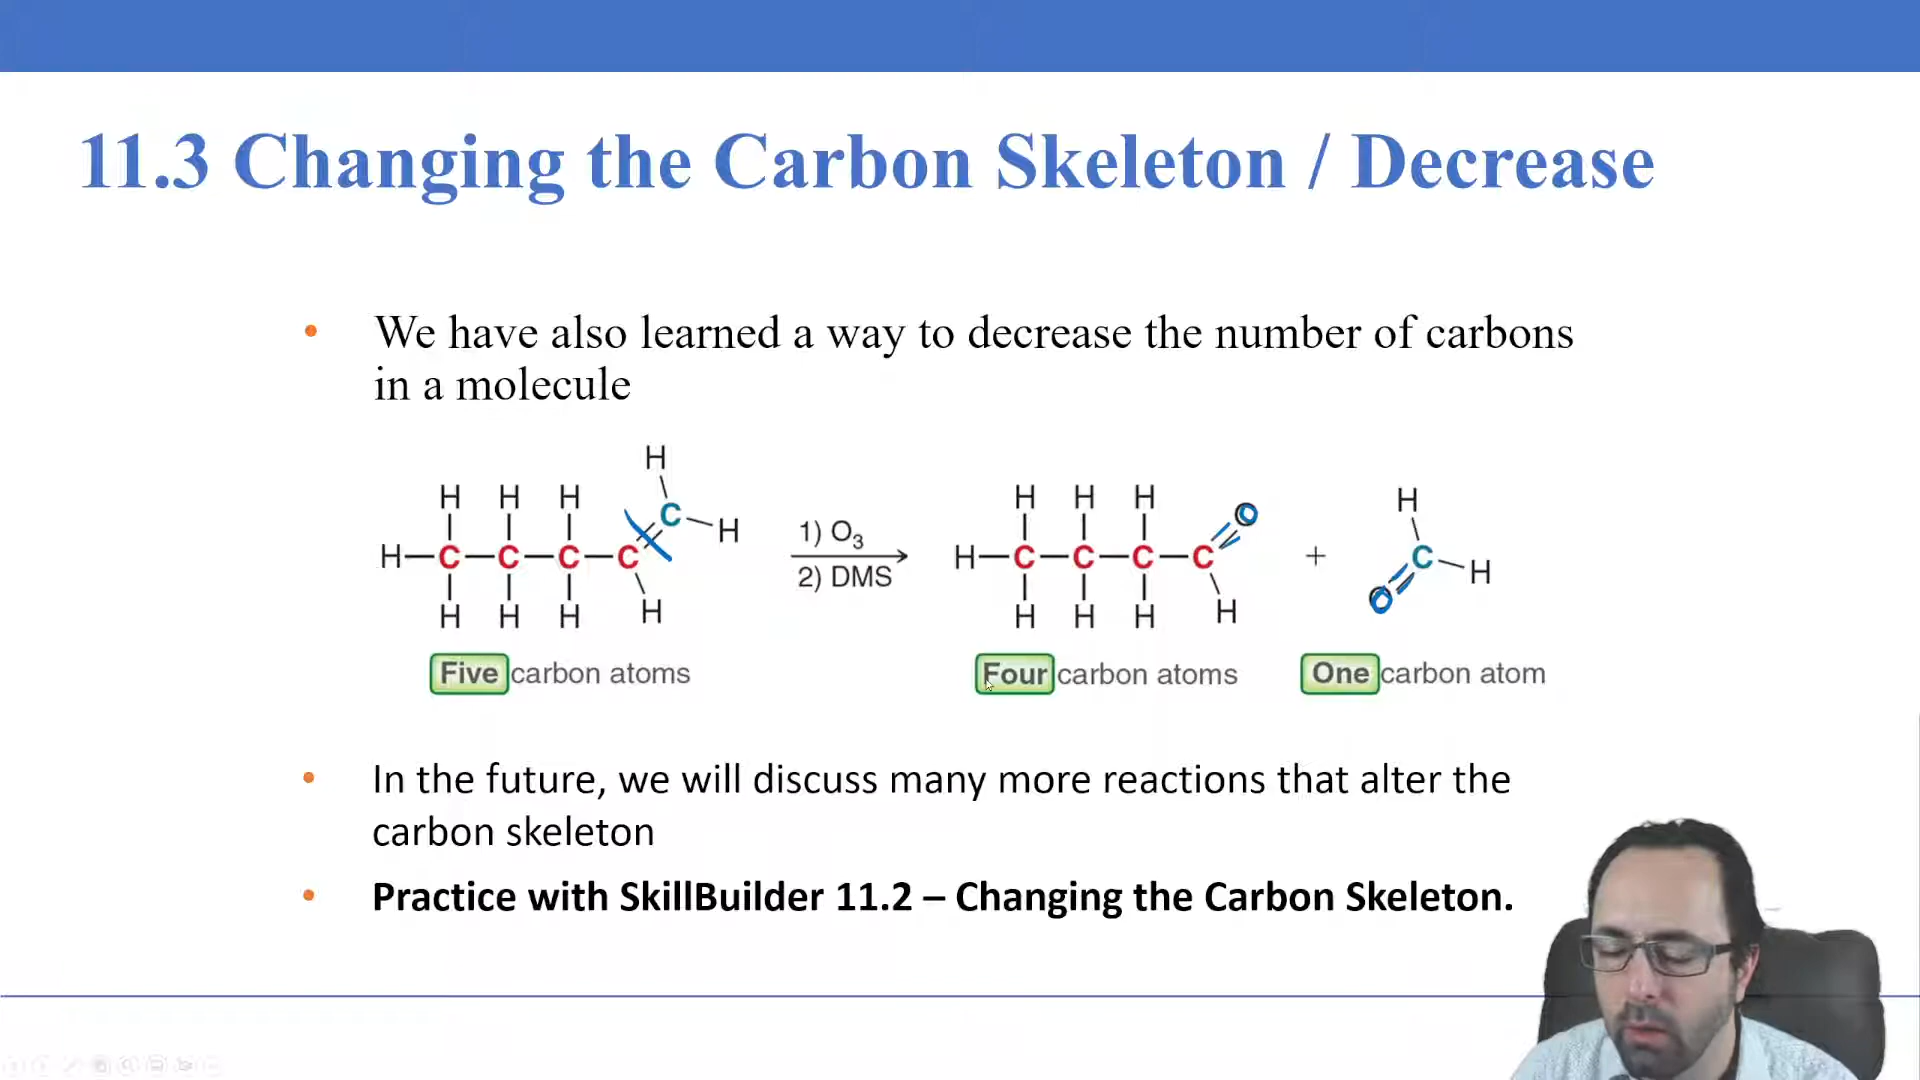 11.3 Changing the Carbon Skeleton / Decrease
• We have also learned a way to decrease the number of carbons
in a molecule
H
H H H C H
H C C C C
H H H H
1) O₃
2) DMS
H H H O
H C C C C
H H H H
+
H
C H
O
Five carbon atoms
Four carbon atoms
One carbon atom
• In the future, we will discuss many more reactions that alter the
carbon skeleton
• Practice with SkillBuilder 11.2 – Changing the Carbon Skeleton.